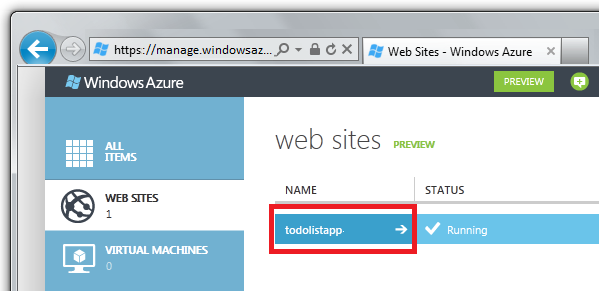 https://manage.windowsaz...
Web Sites - Windows Azure
Windows Azure
PREVIEW
ALL
ITEMS
web sites PREVIEW
NAME STATUS
WEB SITES
1
todolistapp Running
VIRTUAL MACHINES
0